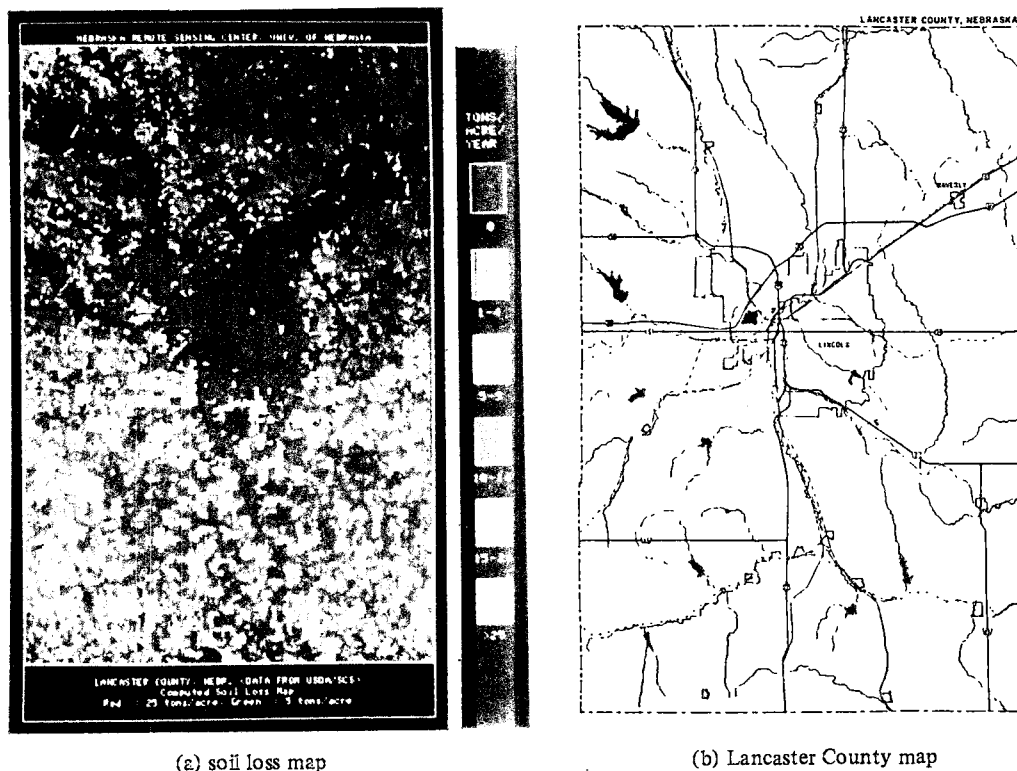 NEBRASKA REMOTE SENSING CENTER, UNIV. OF NEBRASKA
TONS/
ACRE/
YEAR
0
LANCASTER COUNTY, NEBR. (DATA FROM USDA/SCS)
Computed Soil Loss Map
Red : 25 tons/acre Green : 5 tons/acre
(a) soil loss map
LANCASTER COUNTY, NEBRASKA
WAVERLY
LINCOLN
(b) Lancaster County map